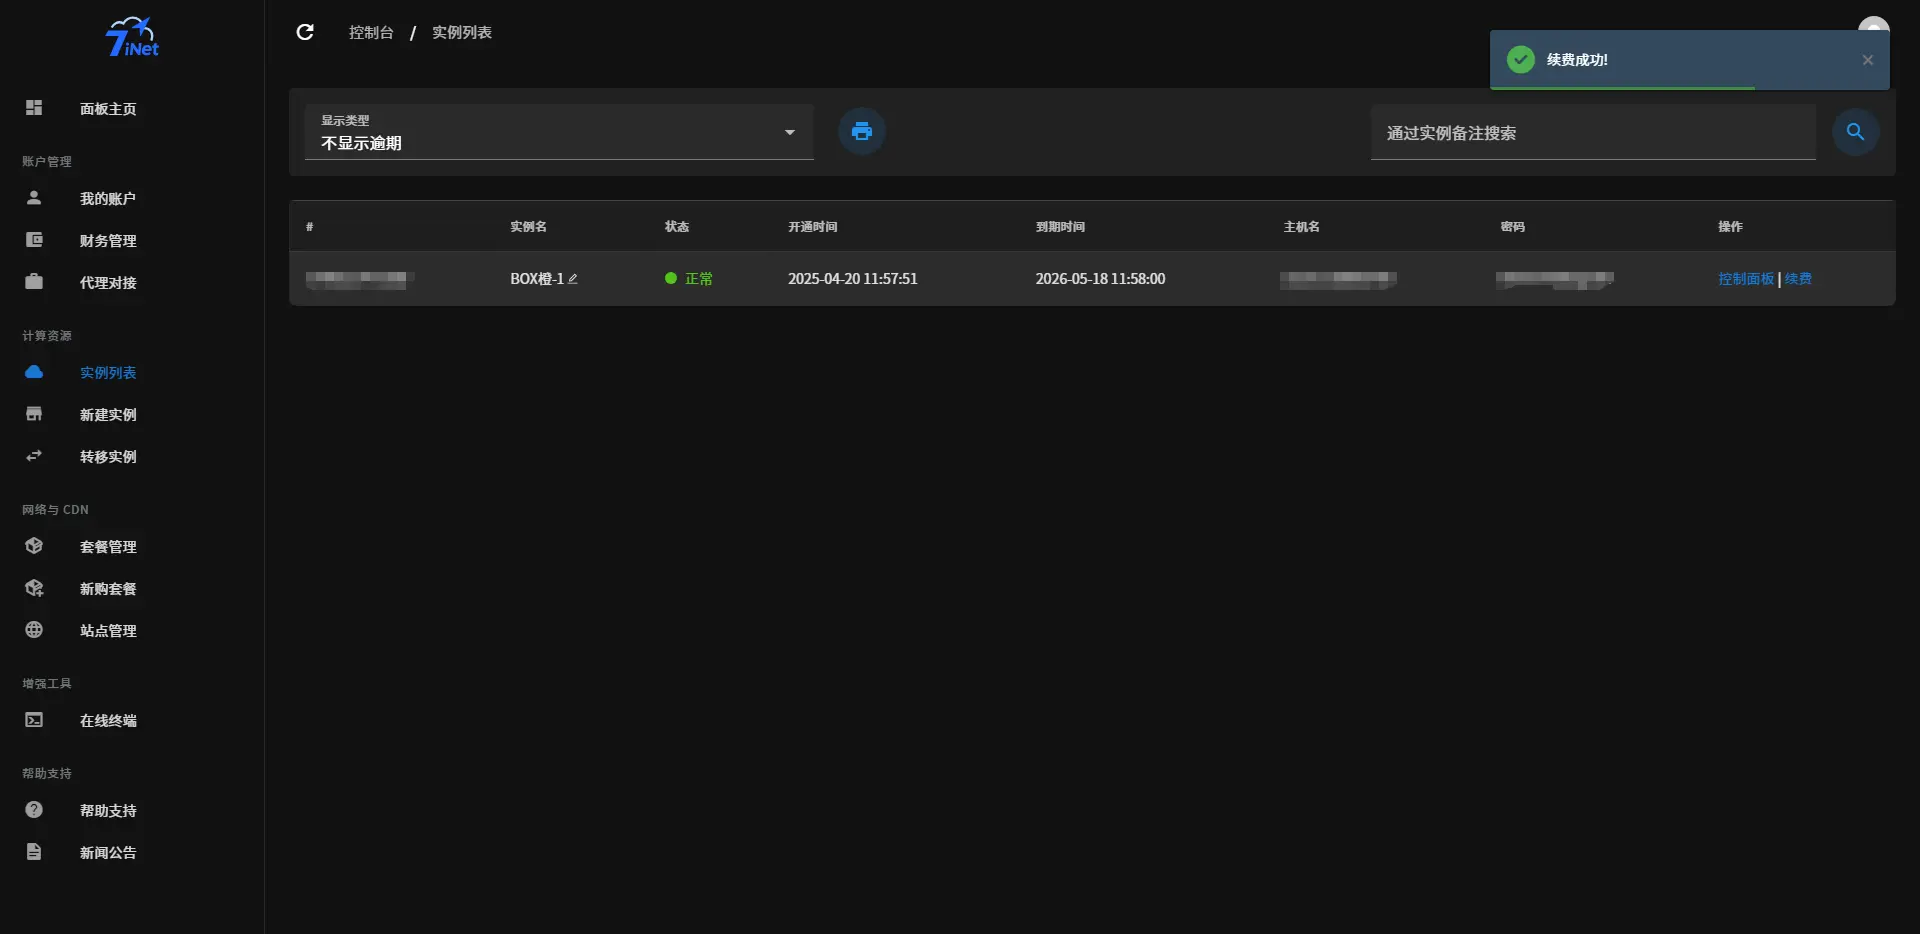 7iNet
控制台 / 实例列表
续费成功!
面板主页
账户管理
我的账户
财务管理
代理对接
计算资源
实例列表
新建实例
转移实例
网络与 CDN
套餐管理
新购套餐
站点管理
增强工具
在线终端
帮助支持
帮助支持
新闻公告
显示类型
不显示逾期
通过实例备注搜索
# 实例名 状态 开通时间 到期时间 主机名 密码 操作
BOX橙-1 正常 2025-04-20 11:57:51 2026-05-18 11:58:00 控制面板 | 续费